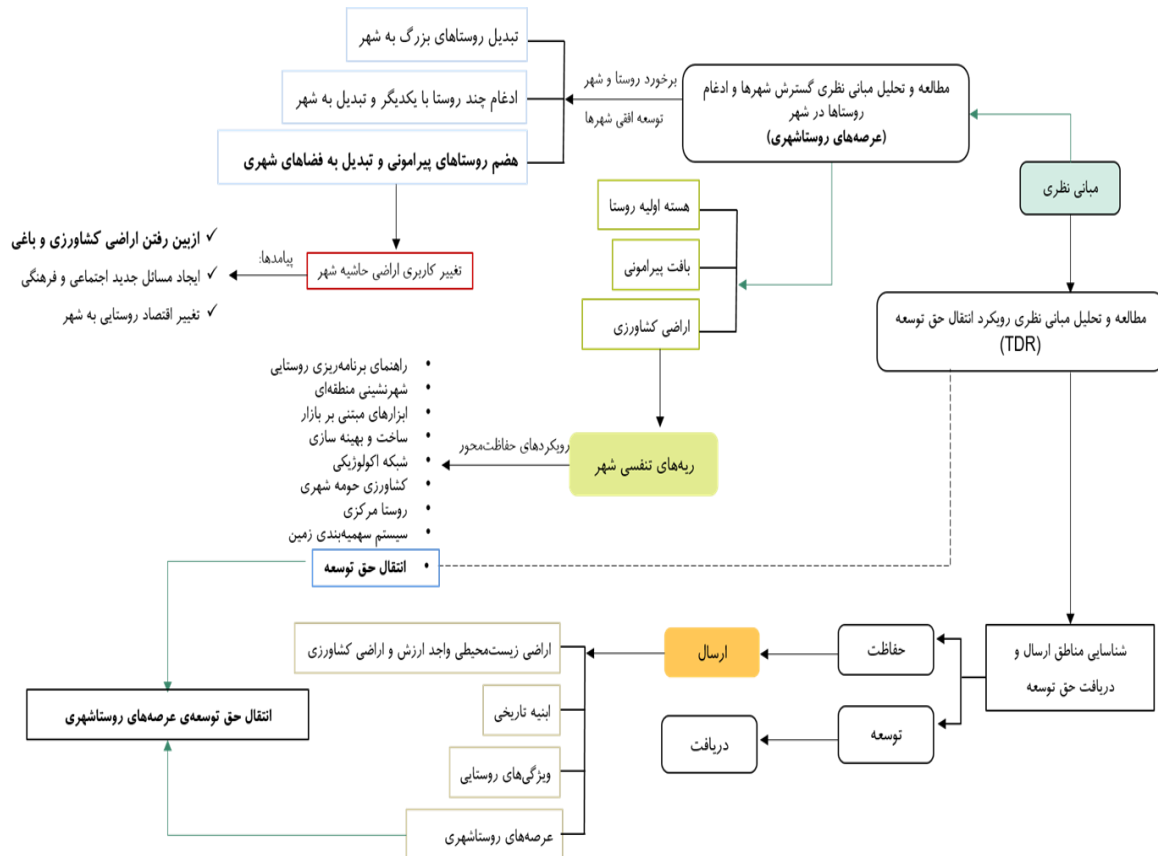 مبانی نظری
مطالعه و تحلیل مبانی نظری گسترش شهرها و ادغام
روستاها در شهر
(عرصه‌های روستاشهری)
برخورد روستا و شهر
توسعه افقی شهرها
تبدیل روستاهای بزرگ به شهر
ادغام چند روستا با یکدیگر و تبدیل به شهر
هضم روستاهای پیرامونی و تبدیل به فضاهای شهری
تغییر کاربری اراضی حاشیه شهر
پیامدها:
✓ ازبین رفتن اراضی کشاورزی و باغی
✓ ایجاد مسائل جدید اجتماعی و فرهنگی
✓ تغییر اقتصاد روستایی به شهر
هسته اولیه روستا
بافت پیرامونی
اراضی کشاورزی
ریه‌های تنفسی شهر
رویکردهای حفاظت‌محور
• راهنمای برنامه‌ریزی روستایی
• شهرنشینی منطقه‌ای
• ابزارهای مبتنی بر بازار
• ساخت و بهینه سازی
• شبکه اکولوژیکی
• کشاورزی حومه شهری
• روستا مرکزی
• سیستم سهمیه‌بندی زمین
• انتقال حق توسعه
مطالعه و تحلیل مبانی نظری رویکرد انتقال حق توسعه
(TDR)
شناسایی مناطق ارسال و
دریافت حق توسعه
حفاظت
توسعه
ارسال
دریافت
اراضی زیست‌محیطی واجد ارزش و اراضی کشاورزی
ابنیه تاریخی
ویژگی‌های روستایی
عرصه‌های روستاشهری
انتقال حق توسعه‌ی عرصه‌های روستاشهری